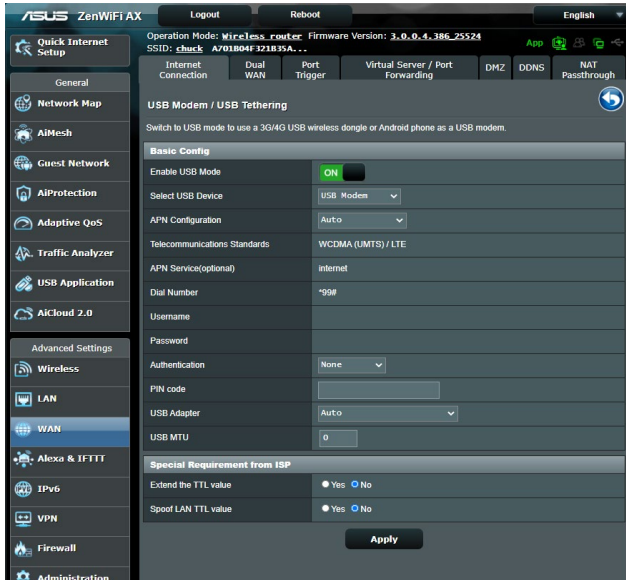 ASUS ZenWiFi AX Logout Reboot English
Quick Internet Setup
Operation Mode: Wireless router Firmware Version: 3.0.0.4.386_25524
SSID: chuck A701B04F321B35A...
App
Internet Connection
Dual WAN
Port Trigger
Virtual Server / Port Forwarding
DMZ
DDNS
NAT Passthrough
General
Network Map
AiMesh
Guest Network
AiProtection
Adaptive QoS
Traffic Analyzer
USB Application
AiCloud 2.0
Advanced Settings
Wireless
LAN
WAN
Alexa & IFTTT
IPv6
VPN
Firewall
Administration
USB Modem / USB Tethering
Switch to USB mode to use a 3G/4G USB wireless dongle or Android phone as a USB modem.
Basic Config
Enable USB Mode ON
Select USB Device USB Modem
APN Configuration Auto
Telecommunications Standards WCDMA (UMTS) / LTE
APN Service(optional) internet
Dial Number *99#
Username
Password
Authentication None
PIN code
USB Adapter Auto
USB MTU 0
Special Requirement from ISP
Extend the TTL value Yes No
Spoof LAN TTL value Yes No
Apply